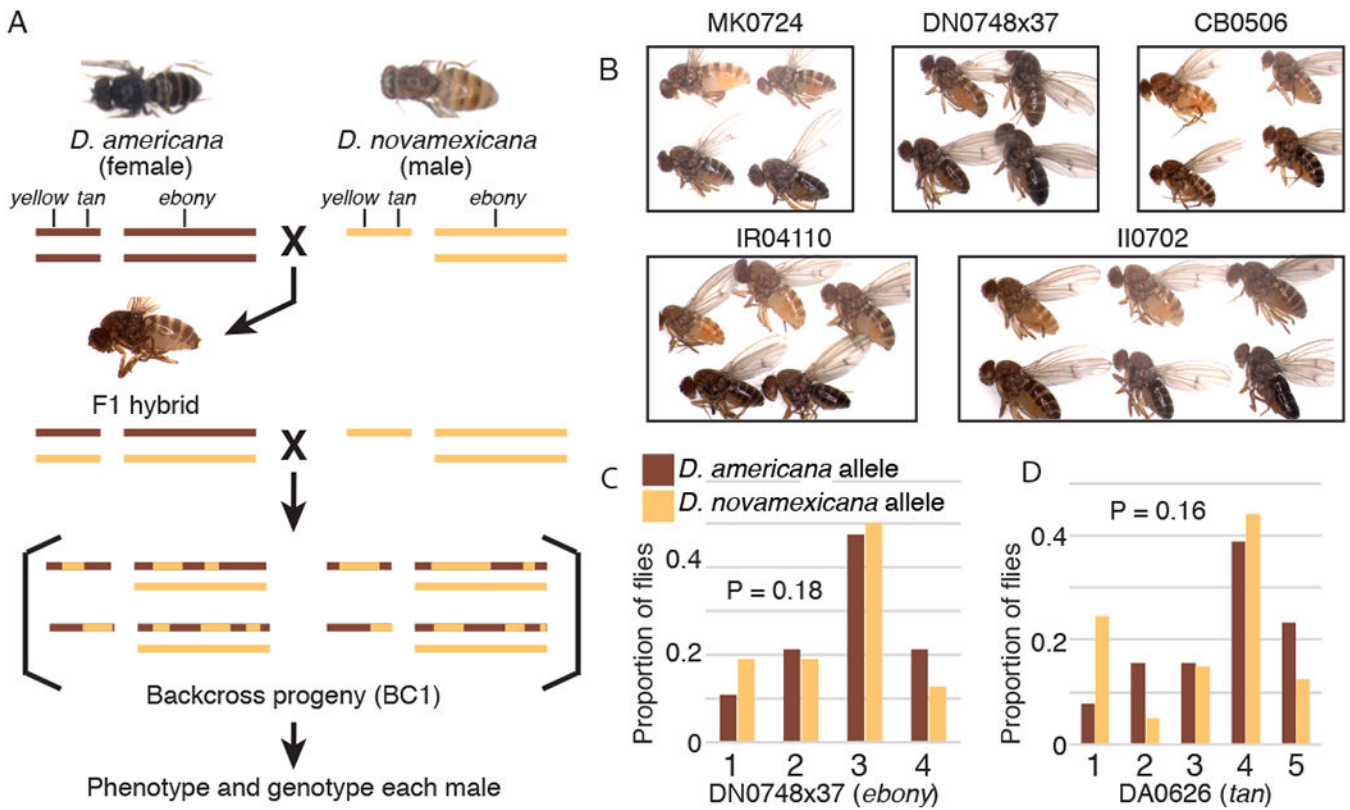 A
D. americana
(female)
D. novamexicana
(male)
yellow tan ebony
yellow tan ebony
X
F1 hybrid
X
Backcross progeny (BC1)
Phenotype and genotype each male
B
MK0724
DN0748x37
CB0506
IR04110
II0702
C
D. americana allele
D. novamexicana allele
Proportion of flies
0.4
0.2
0
P = 0.18
1 2 3 4
DN0748x37 (ebony)
D
Proportion of flies
0.4
0.2
0
P = 0.16
1 2 3 4 5
DA0626 (tan)